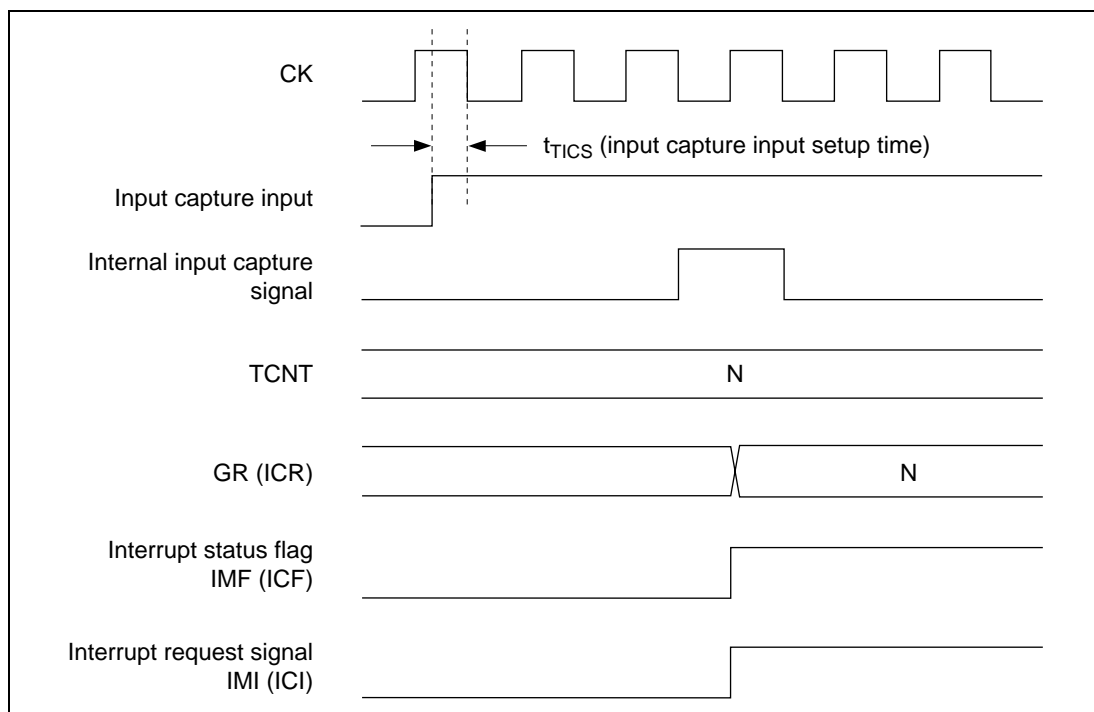 CK
t_TICS (input capture input setup time)
Input capture input
Internal input capture
signal
TCNT
N
GR (ICR)
N
Interrupt status flag
IMF (ICF)
Interrupt request signal
IMI (ICI)